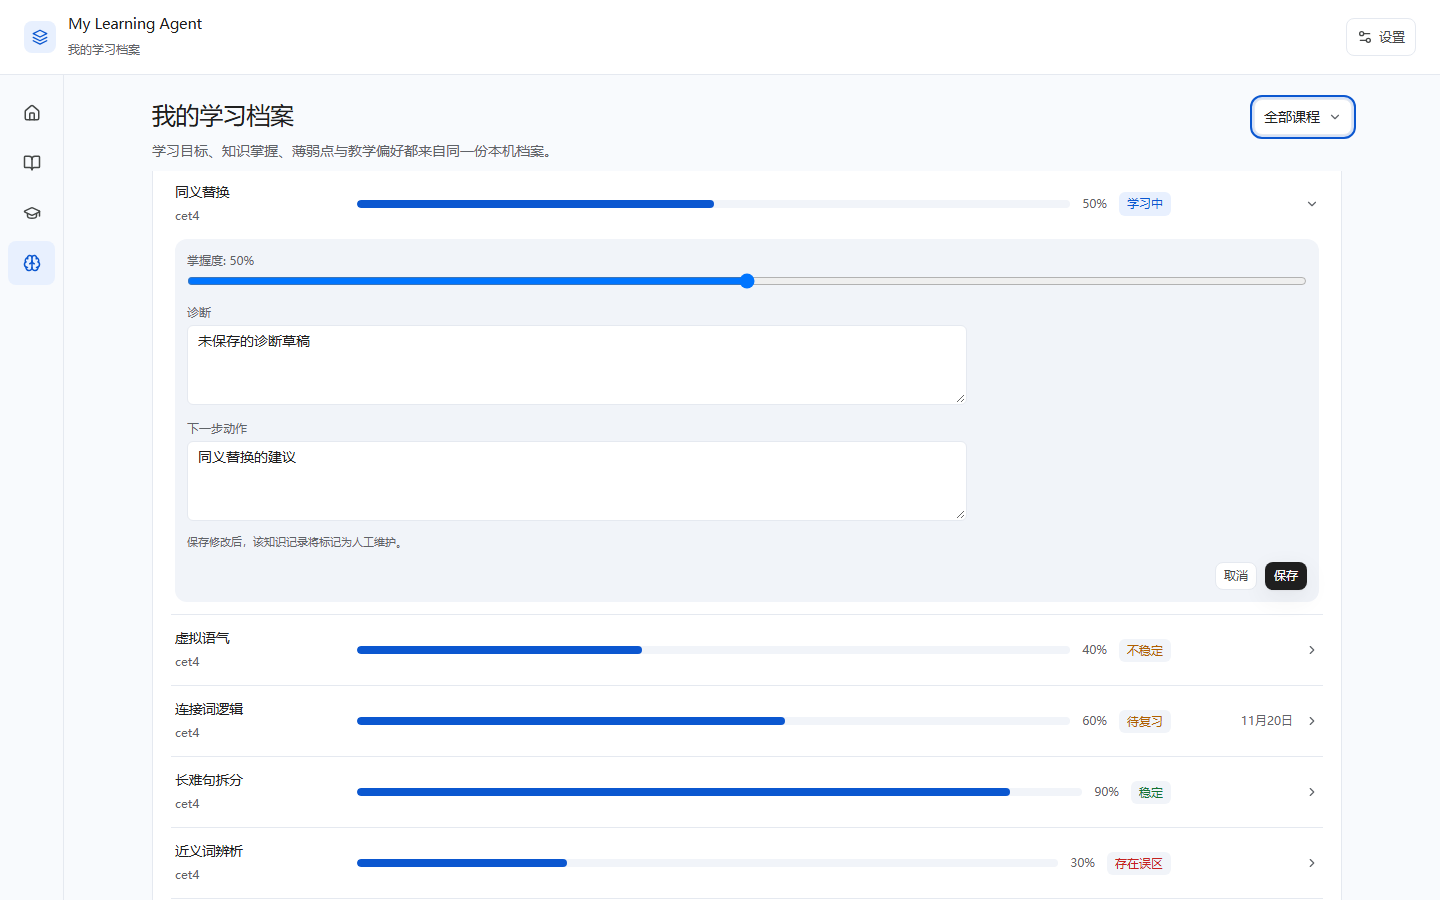 My Learning Agent
我的学习档案
设置
我的学习档案
全部课程
学习目标、知识掌握、薄弱点与教学偏好都来自同一份本机档案。
同义替换
cet4
50%
学习中
掌握度: 50%
诊断
未保存的诊断草稿
下一步动作
同义替换的建议
保存修改后，该知识记录将标记为人工维护。
取消
保存
虚拟语气
cet4
40%
不稳定
连接词逻辑
cet4
60%
待复习
11月20日
长难句拆分
cet4
90%
稳定
近义词辨析
cet4
30%
存在误区